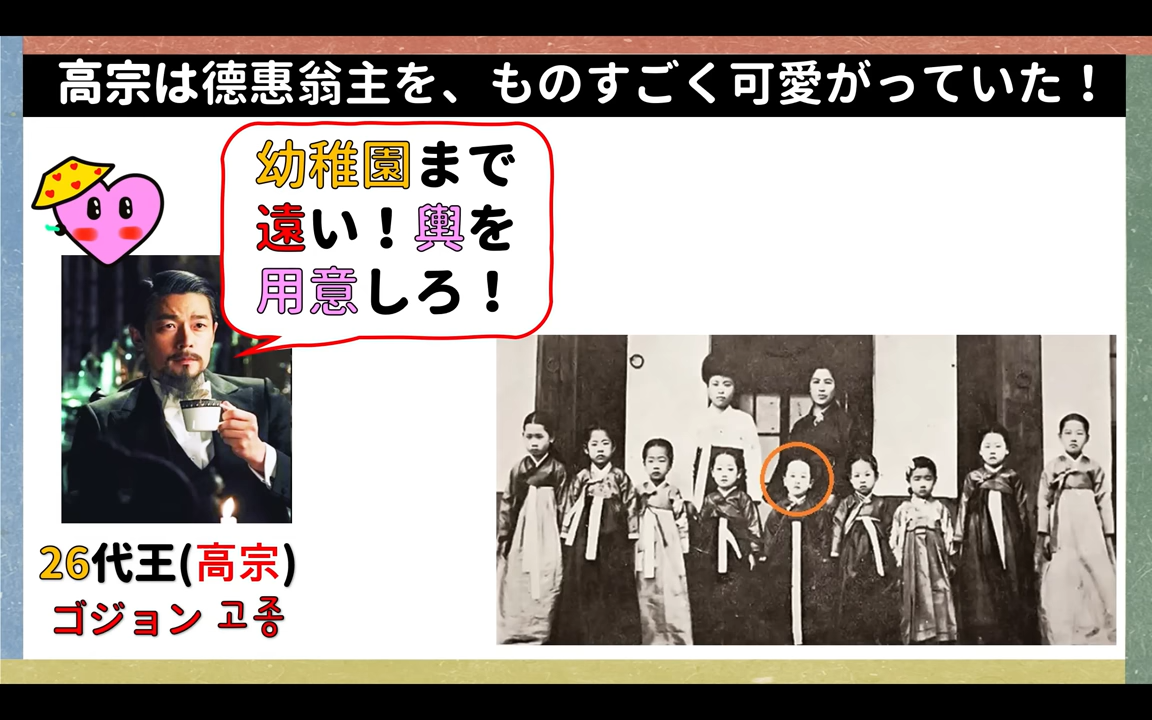 高宗は德惠翁主を、ものすごく可愛がっていた！
幼稚園まで
遠い！輿を
用意しろ！
26代王(高宗)
ゴジョン 고종